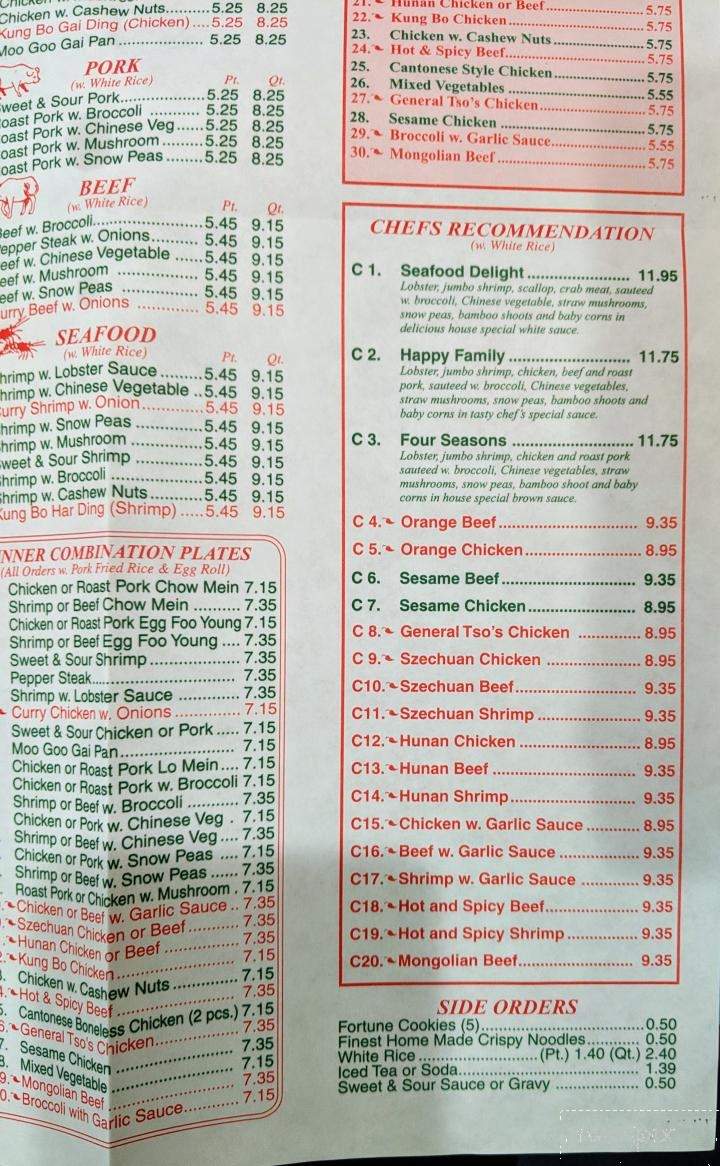 Chicken w. Cashew Nuts......5.25 8.25
Kung Bo Gai Ding (Chicken)....5.25 8.25
Moo Goo Gai Pan ................ 5.25 8.25
PORK
(w. White Rice) Pt. Qt.
Sweet & Sour Pork....................5.25 8.25
Roast Pork w. Broccoli ............5.25 8.25
Roast Pork w. Chinese Veg.....5.25 8.25
Roast Pork w. Mushroom ........5.25 8.25
Roast Pork w. Snow Peas........5.25 8.25
BEEF
(w. White Rice) Pt. Qt.
Beef w. Broccoli.........................5.45 9.15
Pepper Steak w. Onions..........5.45 9.15
Beef w. Chinese Vegetable .....5.45 9.15
Beef w. Mushroom ................5.45 9.15
Beef w. Snow Peas ...............5.45 9.15
Curry Beef w. Onions ............5.45 9.15
SEAFOOD
(w. White Rice) Pt. Qt.
Shrimp w. Lobster Sauce .......5.45 9.15
Shrimp w. Chinese Vegetable ..5.45 9.15
Curry Shrimp w. Onion............5.45 9.15
Shrimp w. Snow Peas ............5.45 9.15
Shrimp w. Mushroom .............5.45 9.15
Sweet & Sour Shrimp ............5.45 9.15
Shrimp w. Broccoli ................5.45 9.15
Shrimp w. Cashew Nuts..........5.45 9.15
Kung Bo Har Ding (Shrimp) .....5.45 9.15
INNER COMBINATION PLATES
(All Orders w. Pork Fried Rice & Egg Roll)
Chicken or Roast Pork Chow Mein 7.15
Shrimp or Beef Chow Mein .......... 7.35
Chicken or Roast Pork Egg Foo Young 7.15
Shrimp or Beef Egg Foo Young .... 7.35
Sweet & Sour Shrimp................... 7.35
Pepper Steak............................... 7.35
Shrimp w. Lobster Sauce ............. 7.35
Curry Chicken w. Onions ............. 7.15
Sweet & Sour Chicken or Pork ..... 7.15
Moo Goo Gai Pan........................ 7.15
Chicken or Roast Pork Lo Mein.... 7.15
Chicken or Roast Pork w. Broccoli 7.15
Shrimp or Beef w. Broccoli ........... 7.35
Chicken or Pork w. Chinese Veg . 7.15
Shrimp or Beef w. Chinese Veg .... 7.35
Chicken or Pork w. Snow Peas .... 7.15
Shrimp or Beef w. Snow Peas ...... 7.35
Roast Pork or Chicken w. Mushroom . 7.15
Chicken or Beef w. Garlic Sauce .. 7.35
Szechuan Chicken or Beef........... 7.35
Hunan Chicken or Beef ............... 7.35
Kung Bo Chicken......................... 7.15
Chicken w. Cashew Nuts ............. 7.15
Hot & Spicy Beef......................... 7.35
Cantonese Boneless Chicken (2 pcs.) 7.15
General Tso's Chicken................. 7.35
Sesame Chicken ......................... 7.35
Mixed Vegetable ......................... 7.15
Mongolian Beef ........................... 7.35
Broccoli with Garlic Sauce............ 7.15
21. Hunan Chicken or Beef................5.75
22. Kung Bo Chicken.........................5.75
23. Chicken w. Cashew Nuts..............5.75
24. Hot & Spicy Beef.........................5.75
25. Cantonese Style Chicken..............5.75
26. Mixed Vegetables ........................5.55
27. General Tso's Chicken.................5.75
28. Sesame Chicken .........................5.75
29. Broccoli w. Garlic Sauce..............5.55
30. Mongolian Beef ..........................5.75
CHEFS RECOMMENDATION
(w. White Rice)
C 1. Seafood Delight...................... 11.95
Lobster, jumbo shrimp, scallop, crab meat, sauteed
w. broccoli, Chinese vegetable, straw mushrooms,
snow peas, bamboo shoots and baby corns in
delicious house special white sauce.
C 2. Happy Family .......................... 11.75
Lobster, jumbo shrimp, chicken, beef and roast
pork, sauteed w. broccoli, Chinese vegetables,
straw mushrooms, snow peas, bamboo shoots and
baby corns in tasty chef's special sauce.
C 3. Four Seasons ..........................11.75
Lobster, jumbo shrimp, chicken and roast pork
sauteed w. broccoli, Chinese vegetables, straw
mushrooms, snow peas, bamboo shoot and baby
corns in house special brown sauce.
C 4. Orange Beef............................. 9.35
C 5. Orange Chicken........................ 8.95
C 6. Sesame Beef............................ 9.35
C 7. Sesame Chicken....................... 8.95
C 8. General Tso's Chicken ............. 8.95
C 9. Szechuan Chicken ................... 8.95
C10. Szechuan Beef......................... 9.35
C11. Szechuan Shrimp .................... 9.35
C12. Hunan Chicken ........................ 8.95
C13. Hunan Beef ............................. 9.35
C14. Hunan Shrimp.......................... 9.35
C15. Chicken w. Garlic Sauce .......... 8.95
C16. Beef w. Garlic Sauce ............... 9.35
C17. Shrimp w. Garlic Sauce ........... 9.35
C18. Hot and Spicy Beef.................. 9.35
C19. Hot and Spicy Shrimp.............. 9.35
C20. Mongolian Beef........................ 9.35
SIDE ORDERS
Fortune Cookies (5)......................................0.50
Finest Home Made Crispy Noodles............ 0.50
White Rice ..........................(Pt.) 1.40 (Qt.) 2.40
Iced Tea or Soda...........................................1.39
Sweet & Sour Sauce or Gravy .................... 0.50